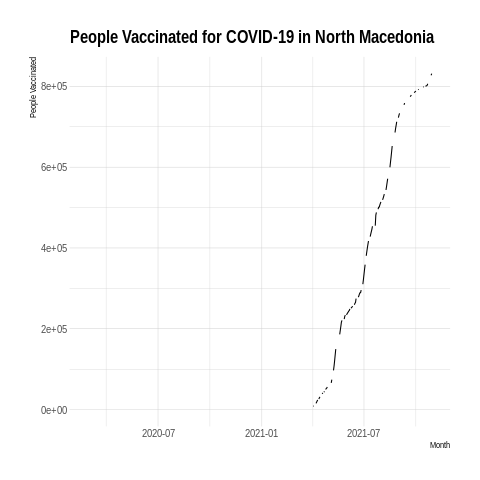 People Vaccinated for COVID-19 in North Macedonia
People Vaccinated
8e+05
6e+05
4e+05
2e+05
0e+00
2020-07 2021-01 2021-07
Month